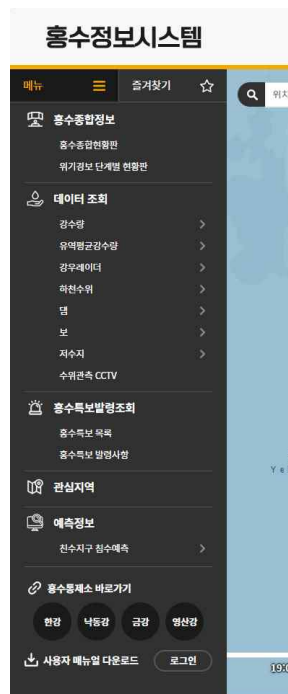 홍수정보시스템
메뉴 즐겨찾기
위치
홍수종합정보
홍수종합현황판
위기경보 단계별 현황판
데이터 조회
강수량
유역평균강수량
강우레이더
하천수위
댐
보
저수지
수위관측 CCTV
홍수특보발령조회
홍수특보 목록
홍수특보 발령사항
Ye
관심지역
예측정보
친수지구 침수예측
홍수통제소 바로가기
한강 낙동강 금강 영산강
사용자 매뉴얼 다운로드 로그인